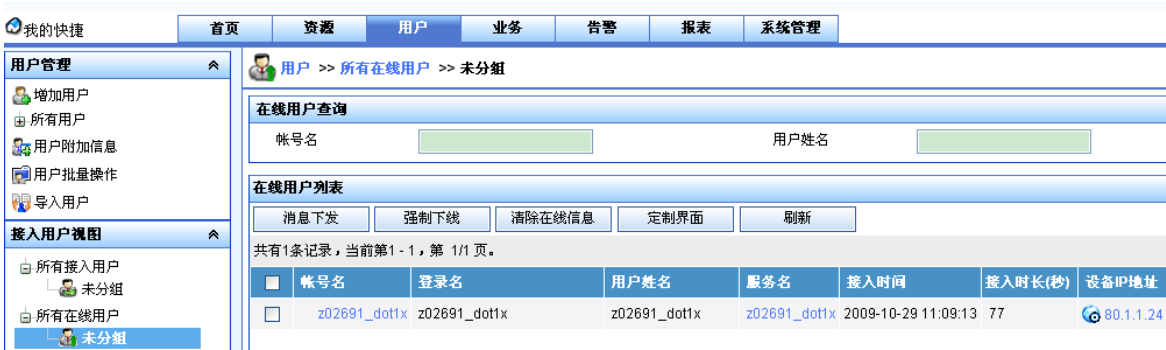 我的快捷 首页 资源 用户 业务 告警 报表 系统管理
用户管理
增加用户
所有用户
用户附加信息
用户批量操作
导入用户
接入用户视图
所有接入用户
未分组
所有在线用户
未分组
用户 >> 所有在线用户 >> 未分组
在线用户查询
帐号名 用户姓名
在线用户列表
消息下发 强制下线 清除在线信息 定制界面 刷新
共有1条记录，当前第1 - 1，第 1/1 页。
帐号名 登录名 用户姓名 服务名 接入时间 接入时长(秒) 设备IP地址
z02691_dot1x z02691_dot1x z02691_dot1x z02691_dot1x 2009-10-29 11:09:13 77 80.1.1.24